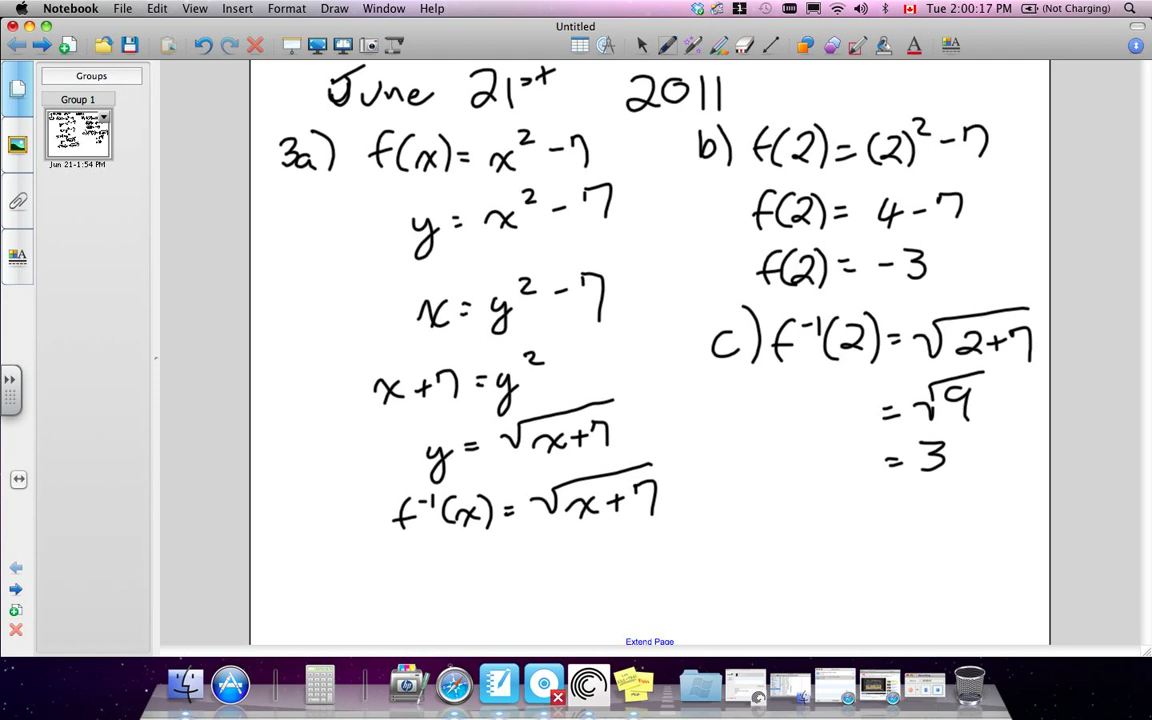 Notebook File Edit View Insert Format Draw Window Help
1
Tue 2:00:17 PM (Not Charging)
Untitled
Groups
Group 1
Jun 21-1:54 PM
June 21st 2011
3a) f(x) = x² - 7
y = x² - 7
x = y² - 7
x + 7 = y²
y = √(x+7)
f⁻¹(x) = √(x+7)
b) f(2) = (2)² - 7
f(2) = 4 - 7
f(2) = -3
c) f⁻¹(2) = √(2+7)
= √9
= 3
Extend Page